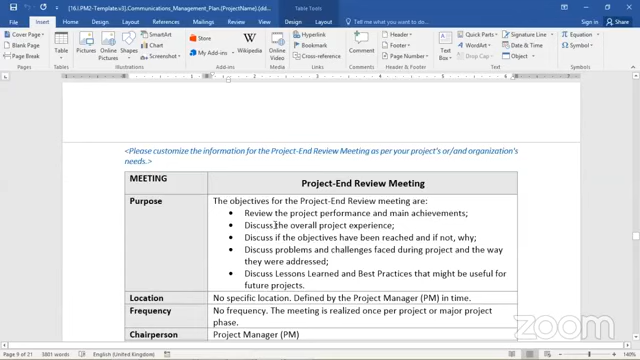 [16.I.PM2-Template.v3].Communications_Management_Plan.[ProjectName].[dd
Table Tools
File Home Insert Draw Design Layout References Mailings Review View Design Layout Tell me what you want to do... Sign in Share
Cover Page
Blank Page
Page Break
Pages
Table
Tables
Pictures
Online Pictures
Shapes
SmartArt
Chart
Screenshot
Illustrations
Store
My Add-ins
Add-ins
Wikipedia
Online Video
Media
Hyperlink
Bookmark
Cross-reference
Links
Comment
Comments
Header
Footer
Page Number
Header & Footer
Text Box
Quick Parts
WordArt
Drop Cap
Signature Line
Date & Time
Object
Text
Equation
Symbol
Symbols
<Please customize the information for the Project-End Review Meeting as per your project's or/and organization's
needs.>
MEETING Project-End Review Meeting
Purpose The objectives for the Project-End Review meeting are:
• Review the project performance and main achievements;
• Discuss the overall project experience;
• Discuss if the objectives have been reached and if not, why;
• Discuss problems and challenges faced during project and the way
they were addressed;
• Discuss Lessons Learned and Best Practices that might be useful for
future projects.
Location No specific location. Defined by the Project Manager (PM) in time.
Frequency No frequency. The meeting is realized once per project or major project
phase.
Chairperson Project Manager (PM)
zoom
Page 9 of 21 3801 words English (United Kingdom) 140%